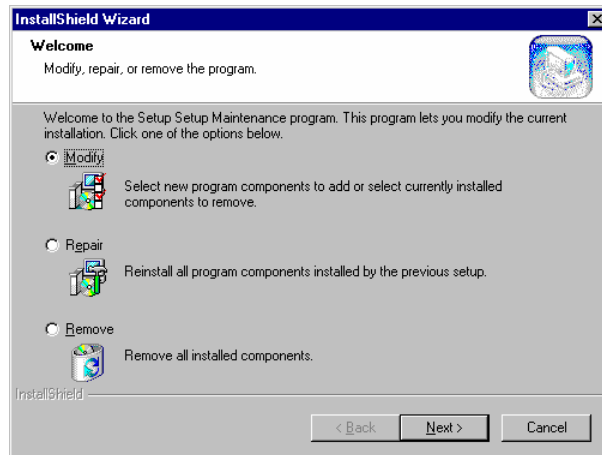 InstallShield Wizard
Welcome
Modify, repair, or remove the program.
Welcome to the Setup Setup Maintenance program. This program lets you modify the current
installation. Click one of the options below.
Modify
Select new program components to add or select currently installed
components to remove.
Repair
Reinstall all program components installed by the previous setup.
Remove
Remove all installed components.
InstallShield
< Back
Next >
Cancel